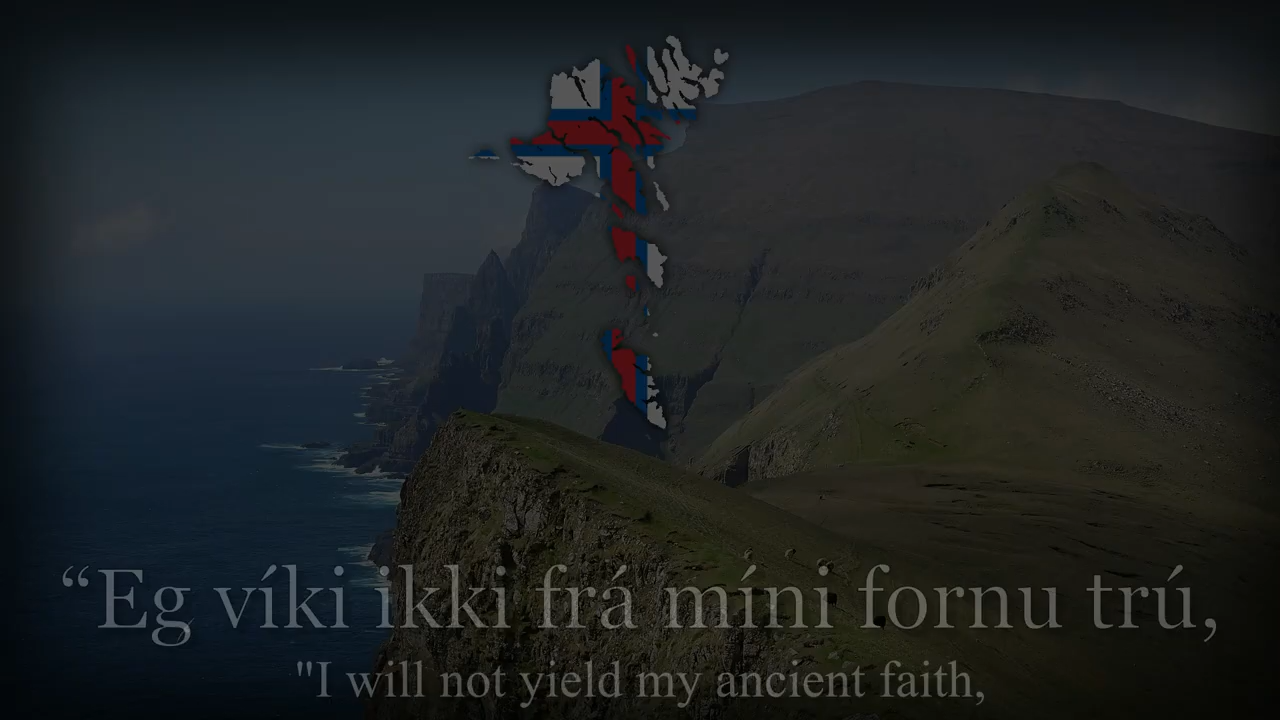 “Eg víki ikki frá míni fornu trú,
"I will not yield my ancient faith,